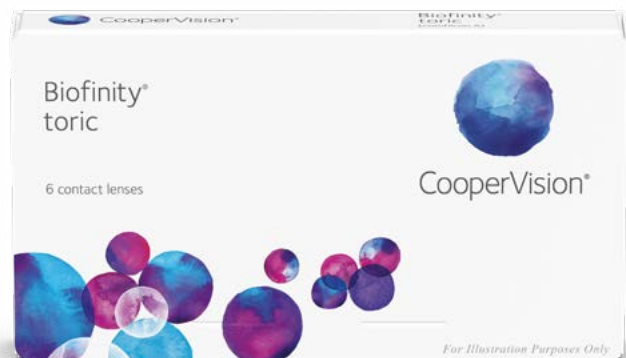 CooperVision®
Biofinity®
toric
Biofinity®
toric
6 contact lenses
CooperVision®
For Illustration Purposes Only